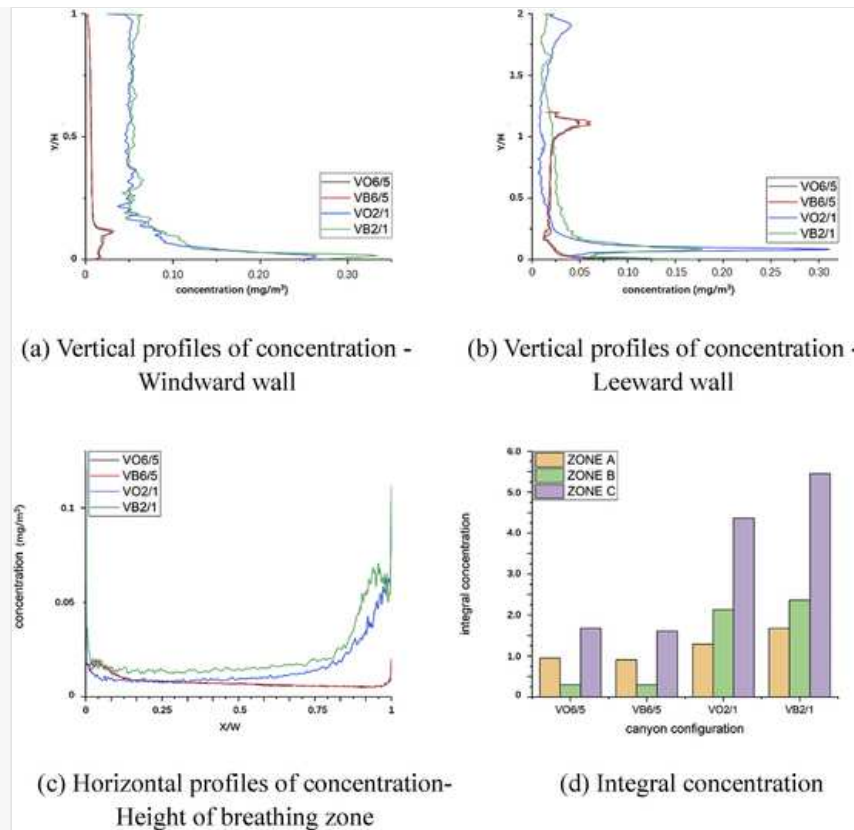 1
0.5
0
Y/H
VO6/5
VB6/5
VO2/1
VB2/1
0
0.10
0.20
0.30
concentration (mg/m³)
(a) Vertical profiles of concentration -
Windward wall
2
1.5
1
0.5
0
Y/H
VO6/5
VB6/5
VO2/1
VB2/1
0
0.05
0.10
0.15
0.20
0.25
0.30
concentration (mg/m³)
(b) Vertical profiles of concentration -
Leeward wall
VO6/5
VB6/5
VO2/1
VB2/1
0.1
0.05
0
concentration (mg/m³)
0
0.25
0.50
0.75
1
X/W
(c) Horizontal profiles of concentration-
Height of breathing zone
ZONE A
ZONE B
ZONE C
6.0
5.0
4.0
3.0
2.0
1.0
0
integral concentration
VO6/5
VB6/5
VO2/1
VB2/1
canyon configuration
(d) Integral concentration